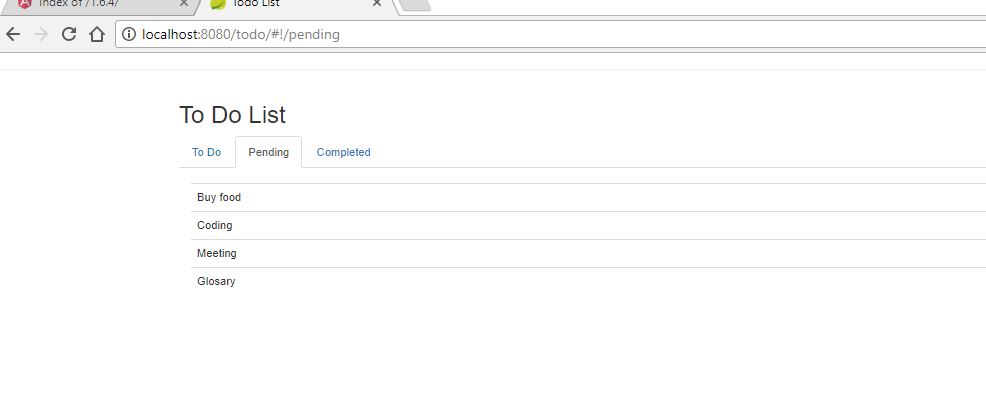 Index of /1.6.4/
Todo List
localhost:8080/todo/#!/pending
To Do List
To Do Pending Completed
Buy food
Coding
Meeting
Glosary